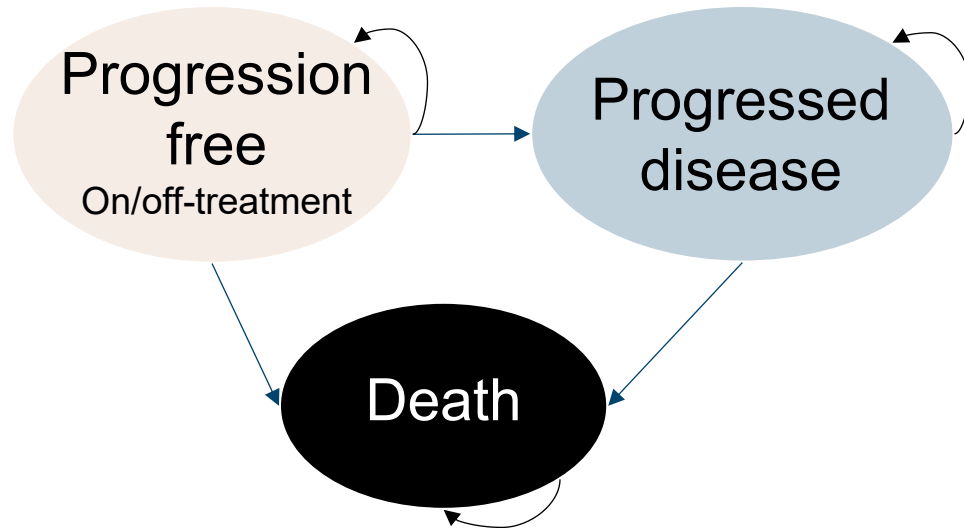 Progression
free
On/off-treatment
Progressed
disease
Death